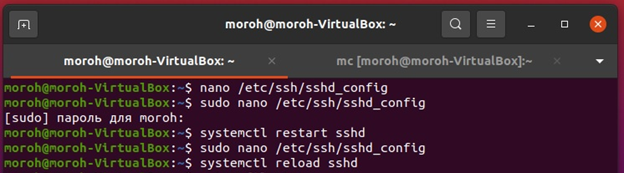 moroh@moroh-VirtualBox: ~
moroh@moroh-VirtualBox: ~
mc [moroh@moroh-VirtualBox]:~
moroh@moroh-VirtualBox:~$ nano /etc/ssh/sshd_config
moroh@moroh-VirtualBox:~$ sudo nano /etc/ssh/sshd_config
[sudo] пароль для moroh:
moroh@moroh-VirtualBox:~$ systemctl restart sshd
moroh@moroh-VirtualBox:~$ sudo nano /etc/ssh/sshd_config
moroh@moroh-VirtualBox:~$ systemctl reload sshd